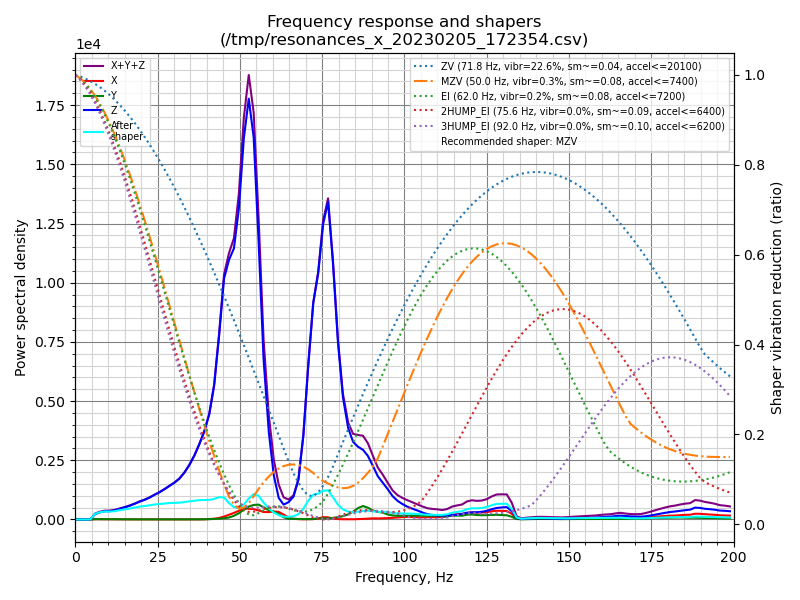 Frequency response and shapers
(/tmp/resonances_x_20230205_172354.csv)
1e4
X+Y+Z
X
Y
Z
After
shaper
ZV (71.8 Hz, vibr=22.6%, sm~=0.04, accel<=20100)
MZV (50.0 Hz, vibr=0.3%, sm~=0.08, accel<=7400)
EI (62.0 Hz, vibr=0.2%, sm~=0.08, accel<=7200)
2HUMP_EI (75.6 Hz, vibr=0.0%, sm~=0.09, accel<=6400)
3HUMP_EI (92.0 Hz, vibr=0.0%, sm~=0.10, accel<=6200)
Recommended shaper: MZV
Power spectral density
1.75
1.50
1.25
1.00
0.75
0.50
0.25
0.00
1.0
0.8
0.6
0.4
0.2
0.0
Shaper vibration reduction (ratio)
0 25 50 75 100 125 150 175 200
Frequency, Hz